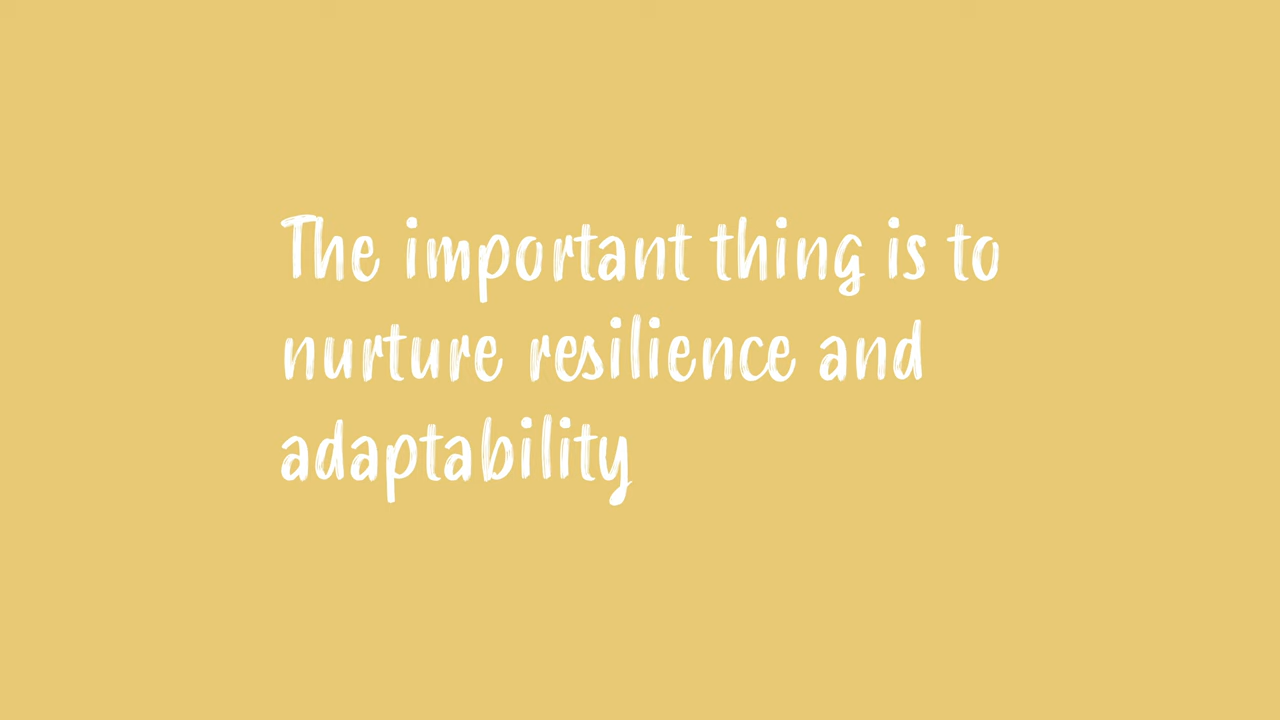 The important thing is to
nurture resilience and
adaptability